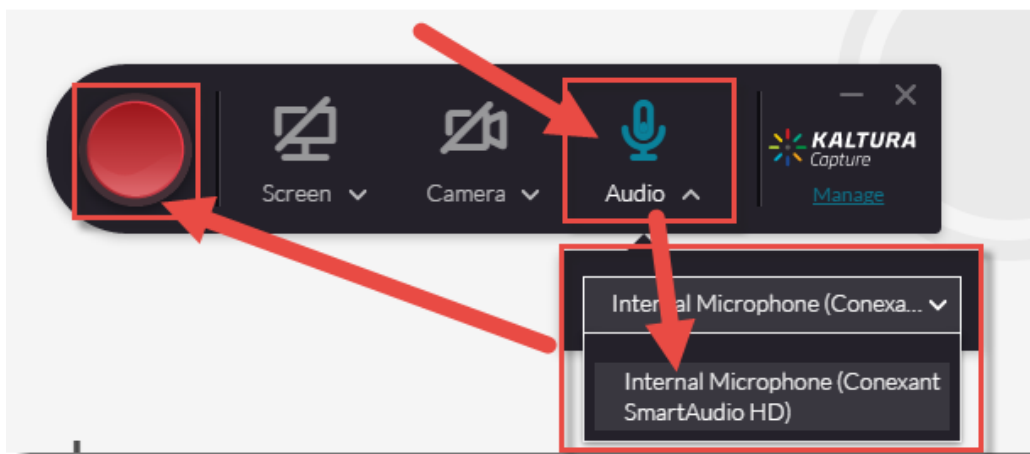 Screen
Camera
Audio
KALTURA
Capture
Manage
Internal Microphone (Conexa...
Internal Microphone (Conexant
SmartAudio HD)